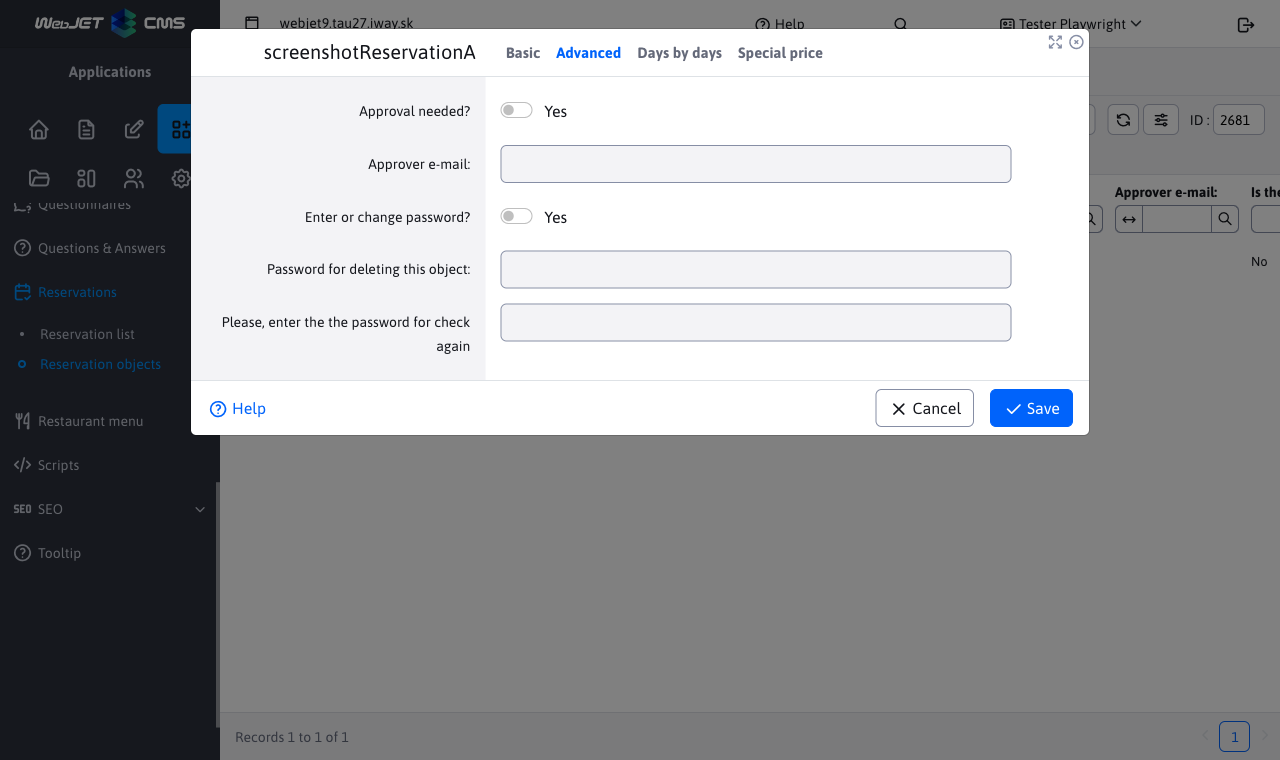 WebJET CMS
webjet9.tau27.iway.sk
Help
Tester Playwright
Applications
ID :
2681
Questionnaires
Questions & Answers
Reservations
Reservation list
Reservation objects
Restaurant menu
Scripts
SEO SEO
Tooltip
screenshotReservationA
Basic
Advanced
Days by days
Special price
Approval needed?
Yes
Approver e-mail:
Enter or change password?
Yes
Password for deleting this object:
Please, enter the the password for check
again
Help
Cancel
Save
Approver e-mail:
Is the
No
Records 1 to 1 of 1
1